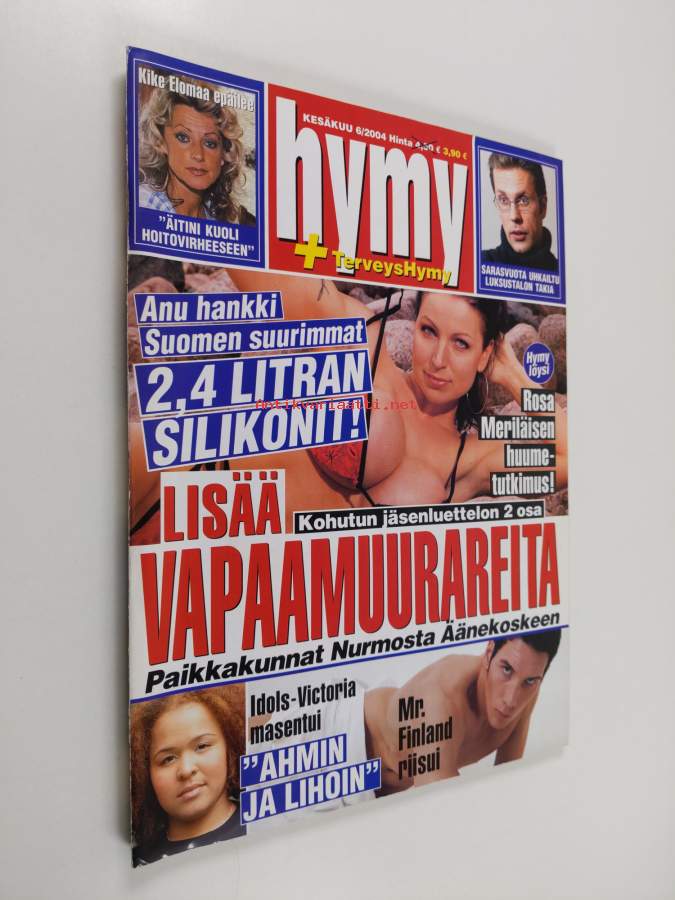 Kike Elomaa epäilee
"ÄITINI KUOLI
HOITOVIRHEESEEN"
KESÄKUU 6/2004 Hinta 4,50 € 3,90 €
hymy
+ TerveysHymy
SARASVUOTA UHKAILTU
LUKSUSTALON TAKIA
Anu hankki
Suomen suurimmat
2,4 LITRAN
SILIKONIT!
Antikvariaatti.net
Hymy
löysi
Rosa
Meriläisen
huume-
tutkimus!
LISÄÄ
Kohutun jäsenluettelon 2 osa
VAPAAMUURAREITA
Paikkakunnat Nurmosta Äänekoskeen
Idols-Victoria
masentui
"AHMIN
JA LIHOIN"
Mr.
Finland
riisui